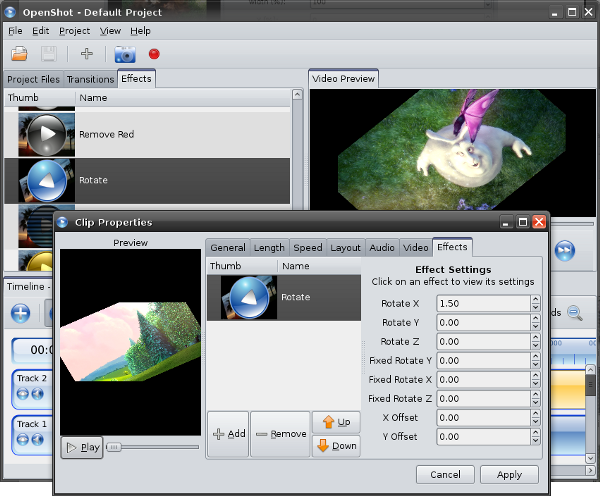 Width (%):
100
OpenShot - Default Project
File Edit Project View Help
Project Files Transitions Effects
Video Preview
Thumb Name
Remove Red
Rotate
Clip Properties
Preview
General Length Speed Layout Audio Video Effects
Thumb Name
Rotate
Effect Settings
Click on an effect to view its settings
Rotate X 1.50
Rotate Y 0.00
Rotate Z 0.00
Fixed Rotate Y 0.00
Fixed Rotate X 0.00
Fixed Rotate Z 0.00
X Offset 0.00
Y Offset 0.00
Timeline -
00:0
Track 2
Track 1
Play
Add Remove Up
Down
Cancel Apply